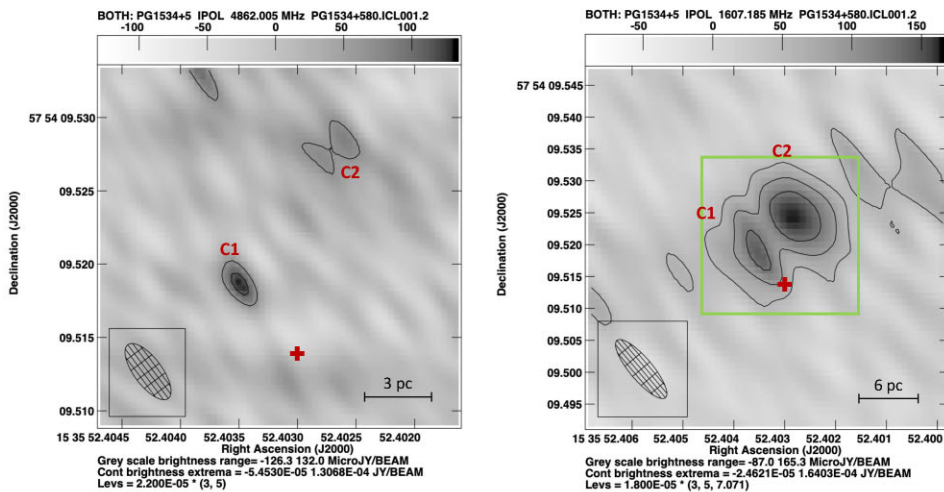 BOTH: PG1534+5 IPOL 4862.005 MHz PG1534+580.ICL001.2
-100 -50 0 50 100
57 54 09.530
09.525
09.520
09.515
09.510
Declination (J2000)
C2
C1
3 pc
15 35 52.4045 52.4040 52.4035 52.4030 52.4025 52.4020
Right Ascension (J2000)
Grey scale brightness range= -126.3 132.0 MicroJY/BEAM
Cont brightness extrema = -5.4530E-05 1.3068E-04 JY/BEAM
Levs = 2.200E-05 * (3, 5)
BOTH: PG1534+5 IPOL 1607.185 MHz PG1534+580.ICL001.2
-50 0 50 100 150
57 54 09.545
09.540
09.535
09.530
09.525
09.520
09.515
09.510
09.505
09.500
09.495
Declination (J2000)
C2
C1
6 pc
15 35 52.406 52.405 52.404 52.403 52.402 52.401 52.400
Right Ascension (J2000)
Grey scale brightness range= -87.0 165.3 MicroJY/BEAM
Cont brightness extrema = -2.4621E-05 1.6403E-04 JY/BEAM
Levs = 1.800E-05 * (3, 5, 7.071)